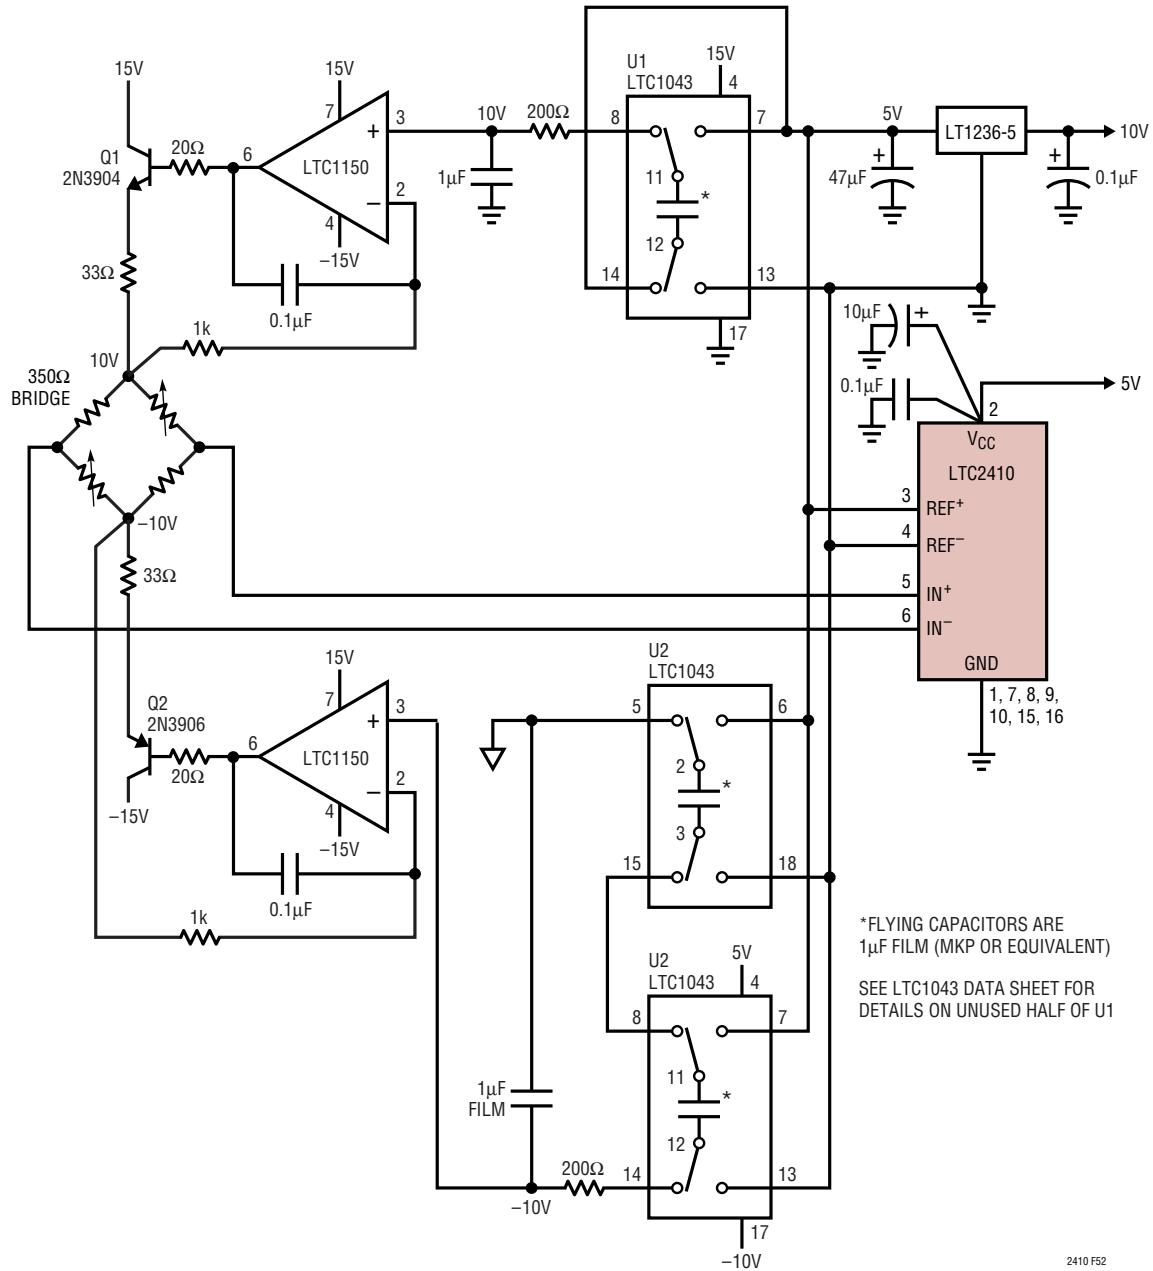 15V
Q1
2N3904
20Ω
6
15V
7
LTC1150
+
3
−
2
4
−15V
0.1µF
33Ω
1k
10V
1µF
200Ω
U1
LTC1043
15V
4
8
7
11
*
12
14
13
17
5V
+
47µF
LT1236-5
10V
+
0.1µF
10V
350Ω
BRIDGE
−10V
33Ω
10µF
+
0.1µF
5V
2
VCC
LTC2410
3
REF+
4
REF−
5
IN+
6
IN−
GND
1, 7, 8, 9,
10, 15, 16
Q2
2N3906
20Ω
−15V
6
15V
7
LTC1150
+
3
−
2
4
−15V
0.1µF
1k
U2
LTC1043
5
6
2
*
3
15
18
U2
LTC1043
5V
4
8
7
11
*
12
14
13
17
−10V
1µF
FILM
200Ω
−10V
*FLYING CAPACITORS ARE
1µF FILM (MKP OR EQUIVALENT)
SEE LTC1043 DATA SHEET FOR
DETAILS ON UNUSED HALF OF U1
2410 F52